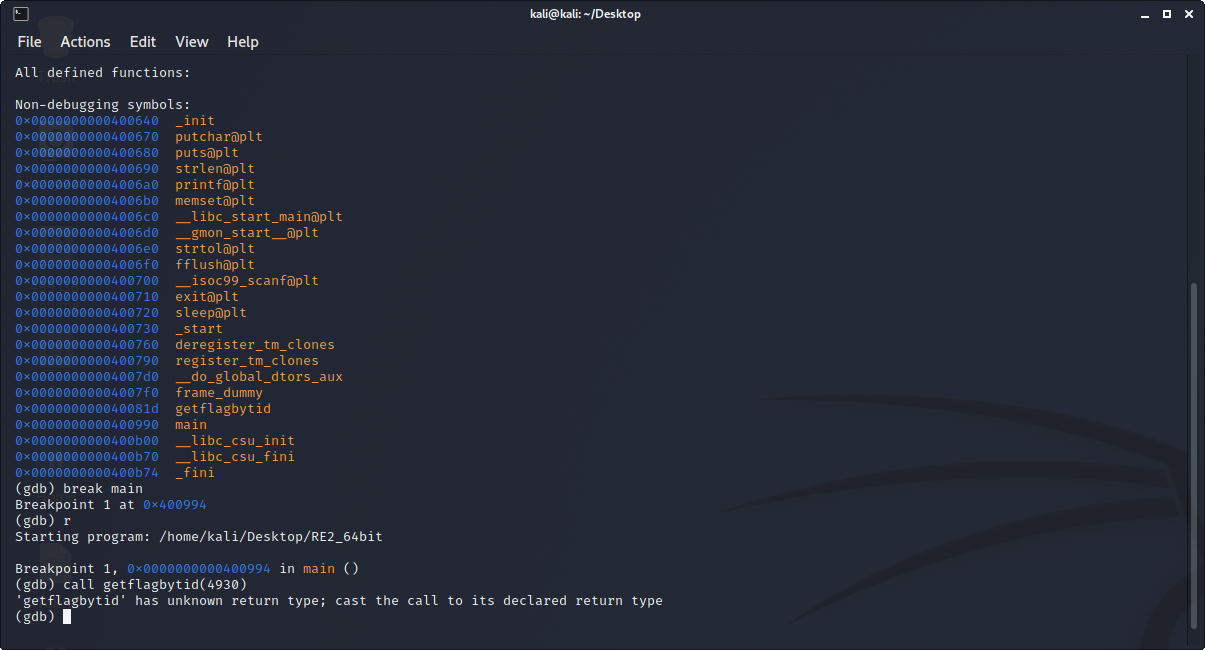 kali@kali: ~/Desktop
File Actions Edit View Help
All defined functions:
Non-debugging symbols:
0×0000000000400640 _init
0×0000000000400670 putchar@plt
0×0000000000400680 puts@plt
0×0000000000400690 strlen@plt
0×00000000004006a0 printf@plt
0×00000000004006b0 memset@plt
0×00000000004006c0 __libc_start_main@plt
0×00000000004006d0 __gmon_start__@plt
0×00000000004006e0 strtol@plt
0×00000000004006f0 fflush@plt
0×0000000000400700 __isoc99_scanf@plt
0×0000000000400710 exit@plt
0×0000000000400720 sleep@plt
0×0000000000400730 _start
0×0000000000400760 deregister_tm_clones
0×0000000000400790 register_tm_clones
0×00000000004007d0 __do_global_dtors_aux
0×00000000004007f0 frame_dummy
0×000000000040081d getflagbytid
0×0000000000400990 main
0×0000000000400b00 __libc_csu_init
0×0000000000400b70 __libc_csu_fini
0×0000000000400b74 _fini
(gdb) break main
Breakpoint 1 at 0×400994
(gdb) r
Starting program: /home/kali/Desktop/RE2_64bit
Breakpoint 1, 0×0000000000400994 in main ()
(gdb) call getflagbytid(4930)
'getflagbytid' has unknown return type; cast the call to its declared return type
(gdb)